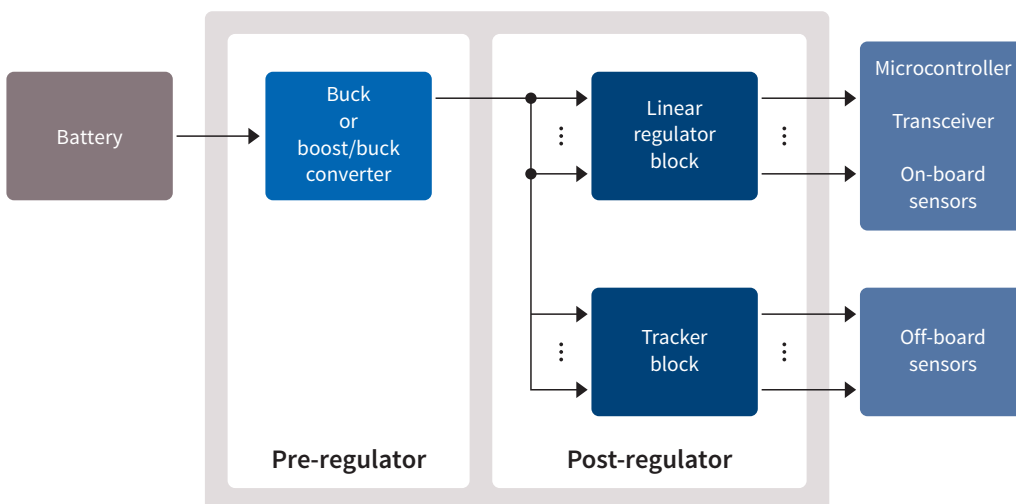 Battery
Buck
or
boost/buck
converter
Linear
regulator
block
Microcontroller
Transceiver
On-board
sensors
Tracker
block
Off-board
sensors
Pre-regulator
Post-regulator